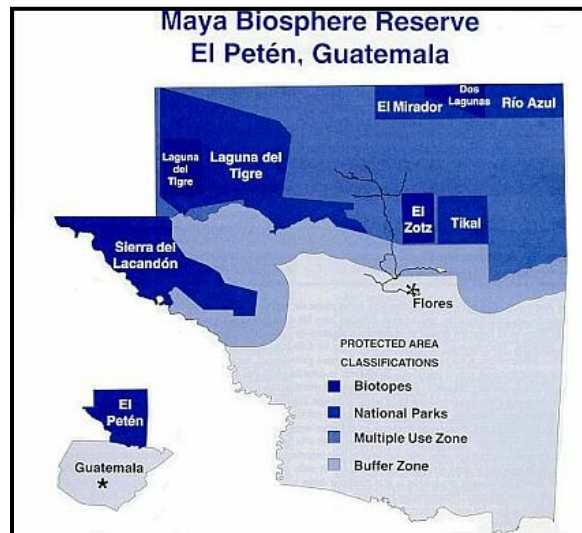 Maya Biosphere Reserve
El Petén, Guatemala
El Mirador
Dos
Lagunas
Río Azul
Laguna
del
Tigre
Laguna del
Tigre
El
Zotz
Tikal
Sierra del
Lacandón
Flores
PROTECTED AREA
CLASSIFICATIONS
Biotopes
National Parks
Multiple Use Zone
Buffer Zone
El
Petén
Guatemala